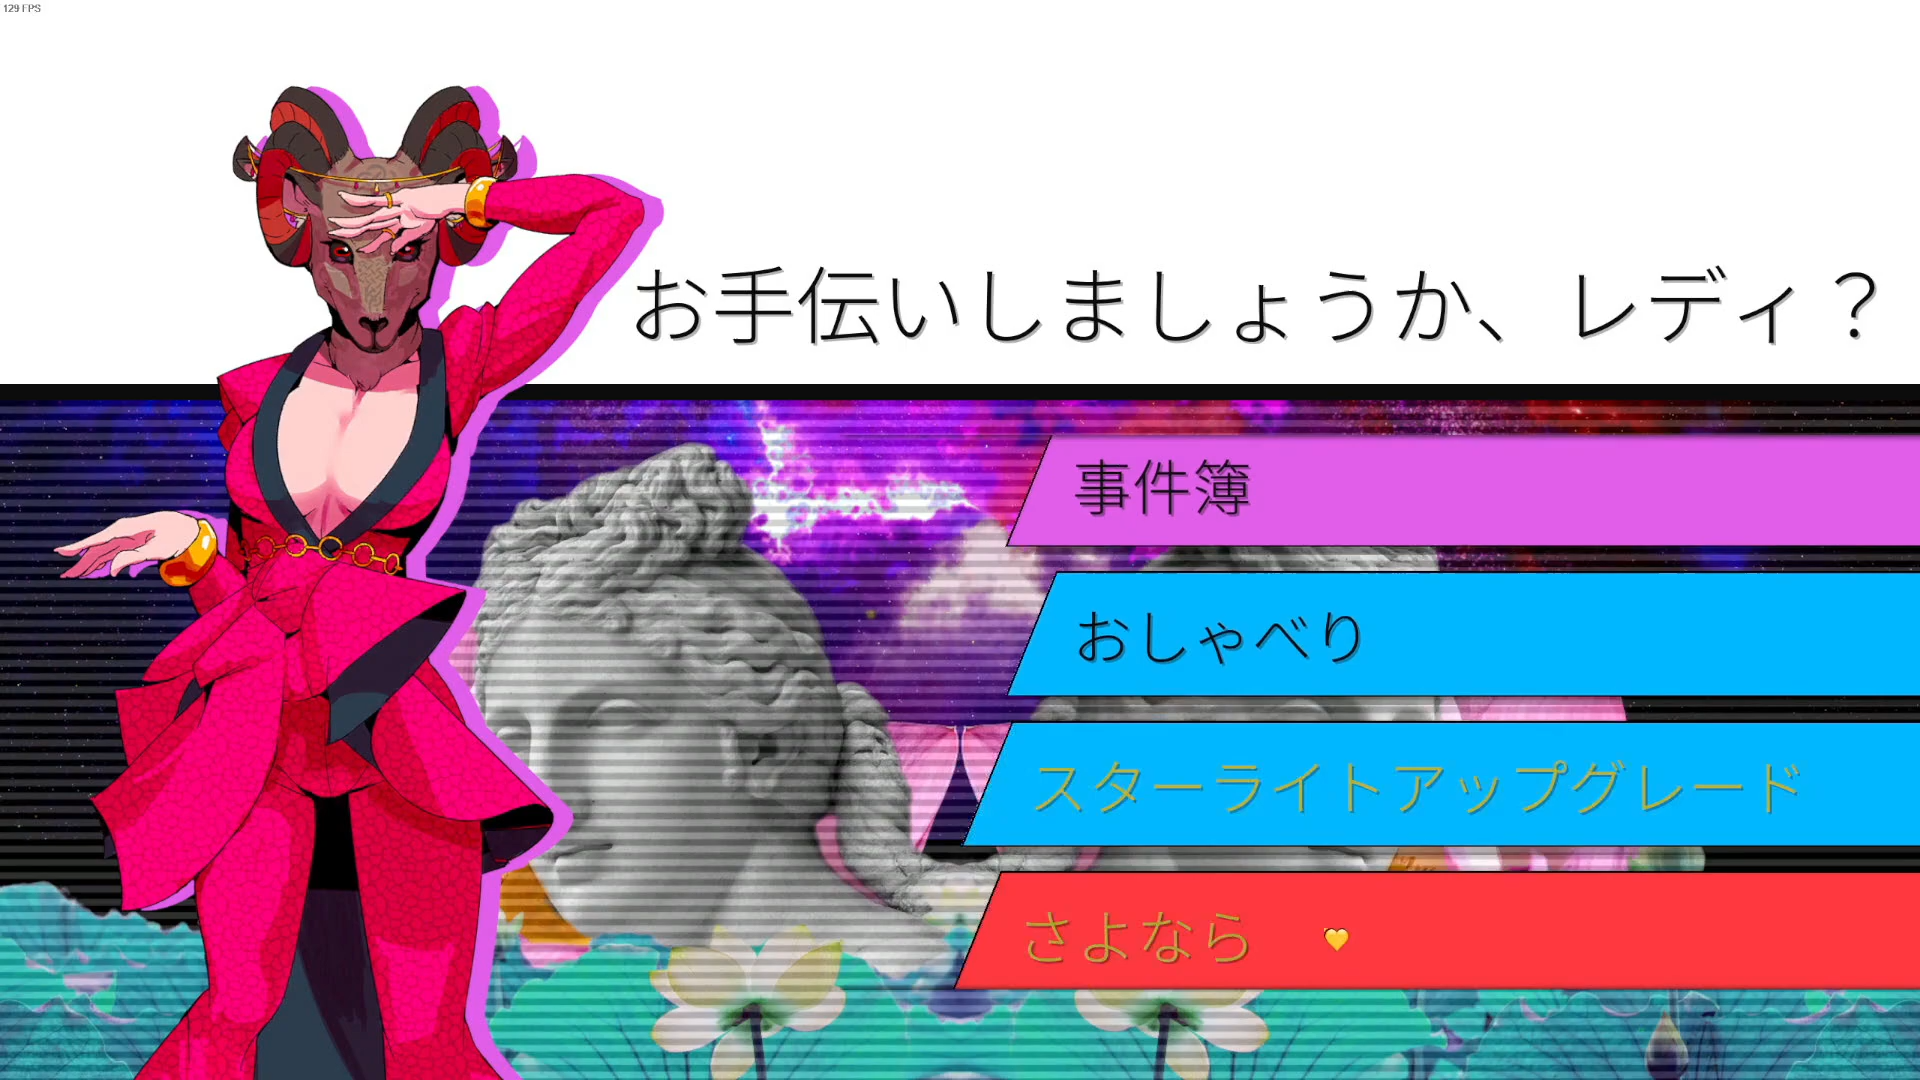 129 FPS
お手伝いしましょうか、レディ？
事件簿
おしゃべり
スターライトアップグレード
さよなら